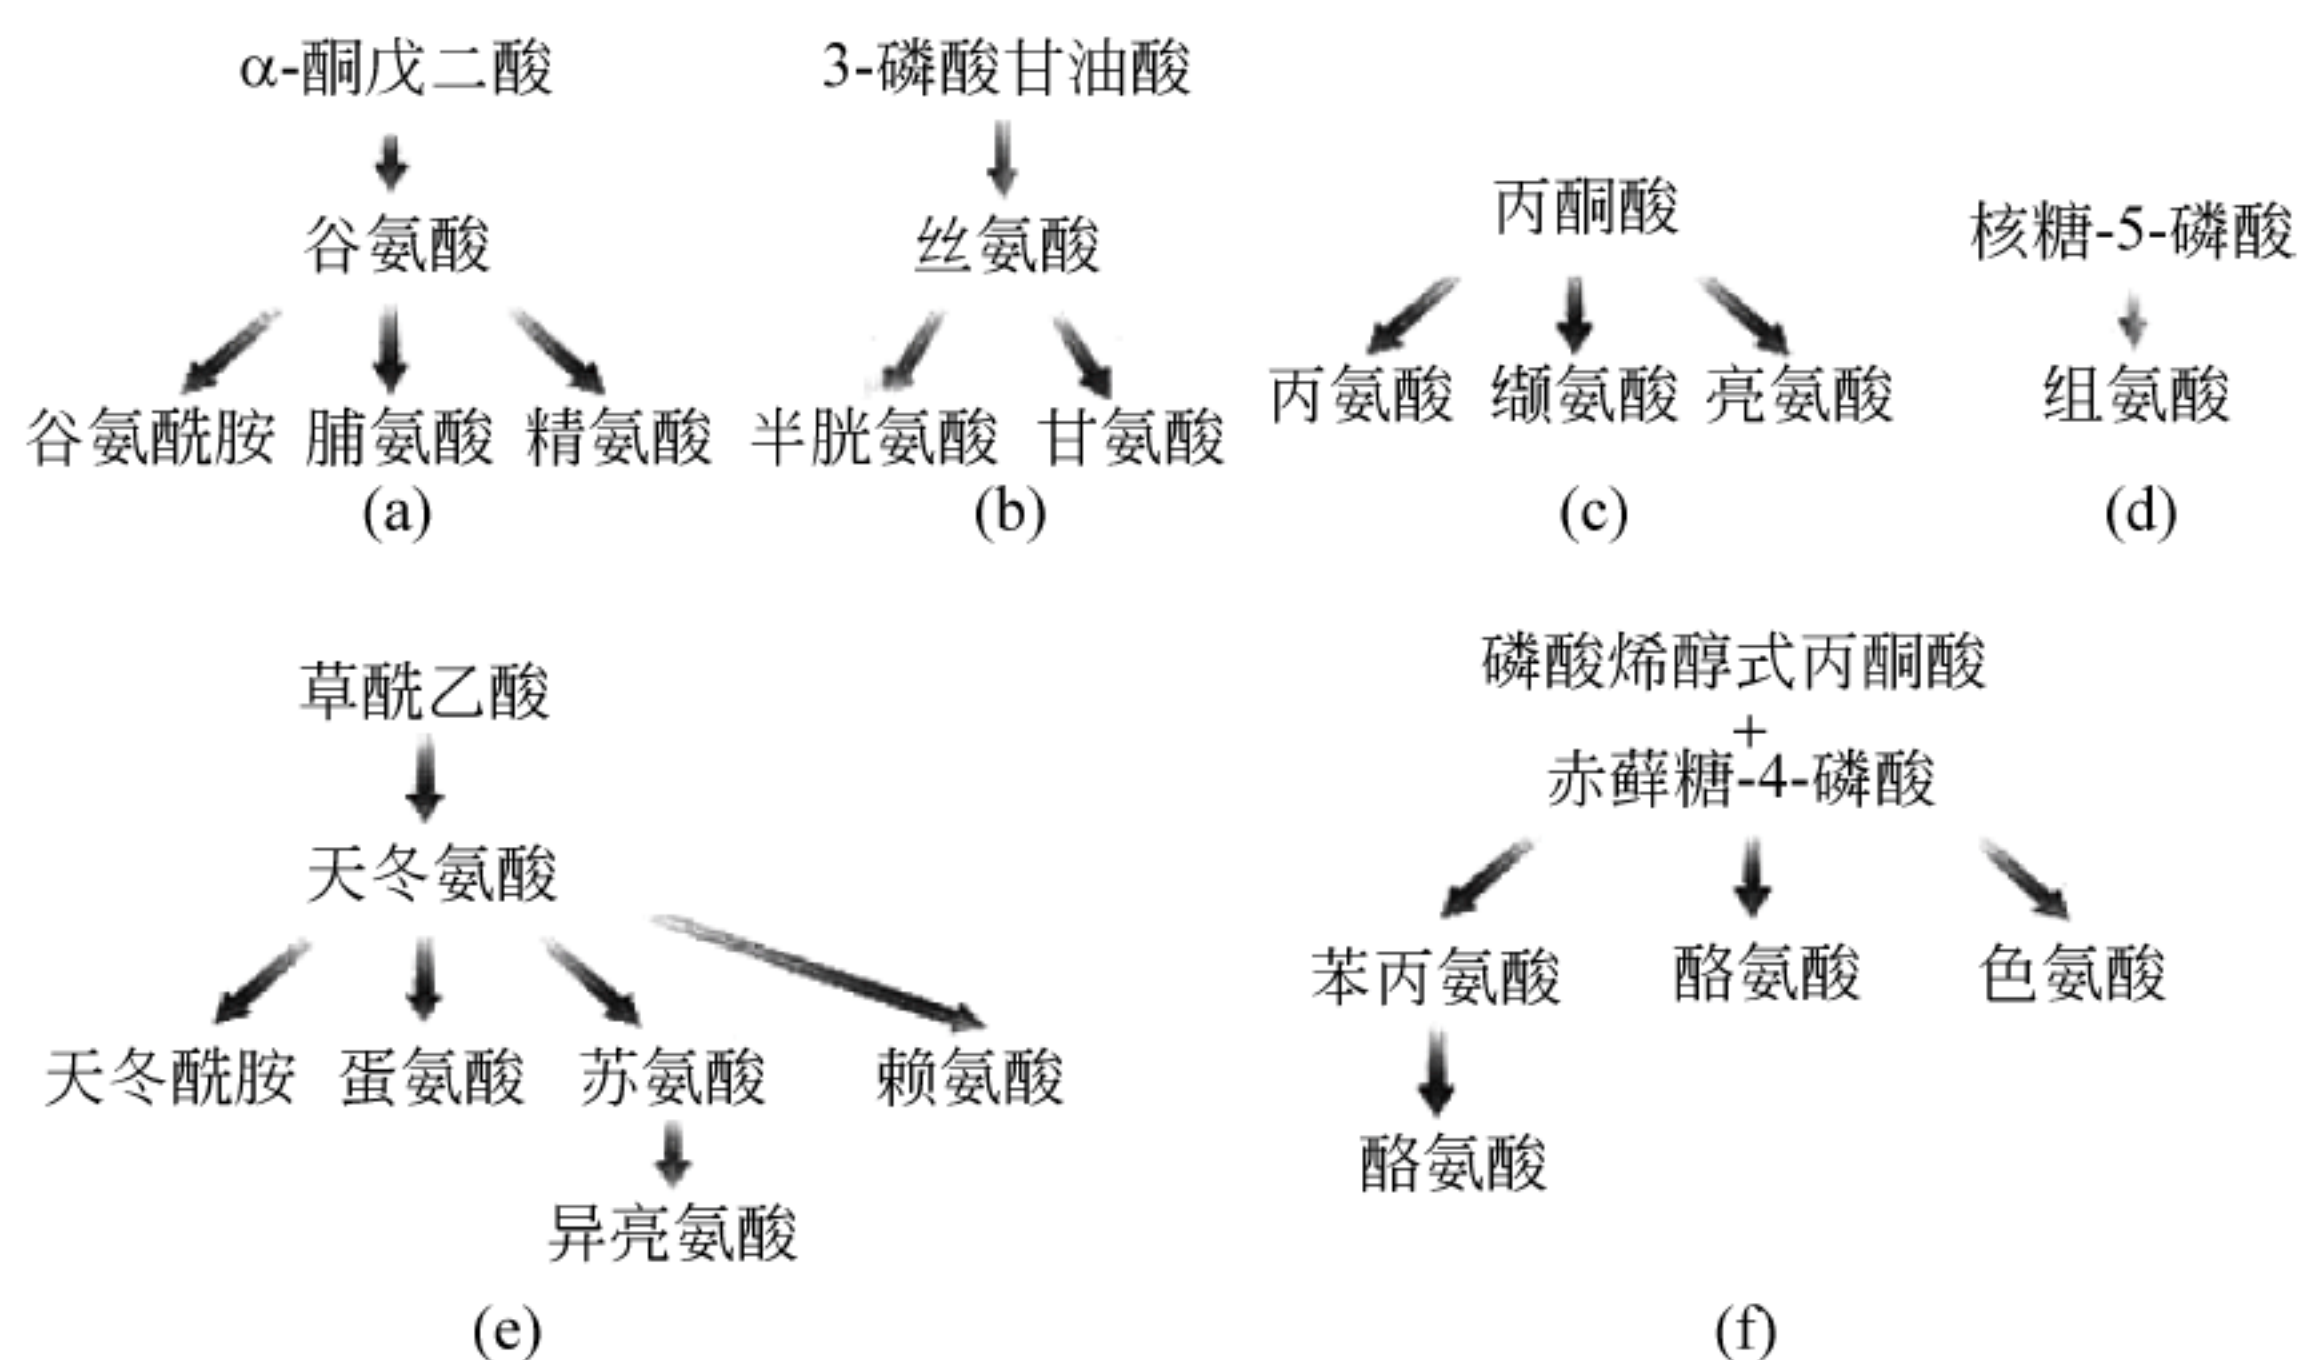 α-酮戊二酸
谷氨酸
谷氨酰胺 脯氨酸 精氨酸
(a)
3-磷酸甘油酸
丝氨酸
半胱氨酸 甘氨酸
(b)
丙酮酸
丙氨酸 缬氨酸 亮氨酸
(c)
核糖-5-磷酸
组氨酸
(d)
草酰乙酸
天冬氨酸
天冬酰胺 蛋氨酸 苏氨酸 赖氨酸
异亮氨酸
(e)
磷酸烯醇式丙酮酸
+
赤藓糖-4-磷酸
苯丙氨酸 酪氨酸 色氨酸
酪氨酸
(f)